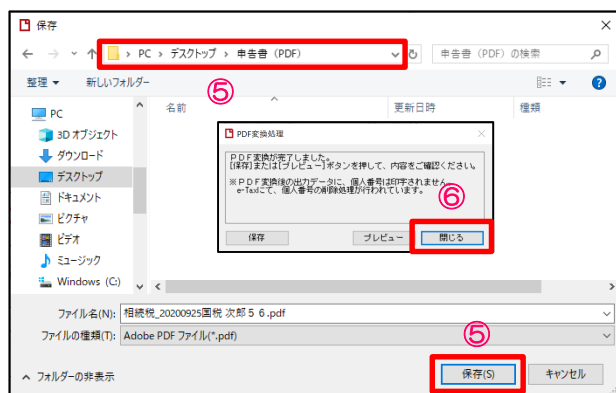 保存
PC > デスクトップ > 申告書 (PDF)
申告書 (PDF) の検索
整理 新しいフォルダー
⑤
PC
名前 更新日時 種類
3D オブジェクト
ダウンロード
デスクトップ
ドキュメント
ピクチャ
ビデオ
ミュージック
Windows (C:)
PDF変換処理
PDF変換が完了しました。
[保存]または[プレビュー]ボタンを押して、内容をご確認ください。
※PDF変換後の出力データに、個人番号は印字されません。
e-Taxにて、個人番号の削除処理が行われています。
⑥
保存 プレビュー 閉じる
ファイル名(N): 相続税_20200925国税 次郎56.pdf
ファイルの種類(T): Adobe PDF ファイル(*.pdf)
⑤
フォルダーの非表示 保存(S) キャンセル